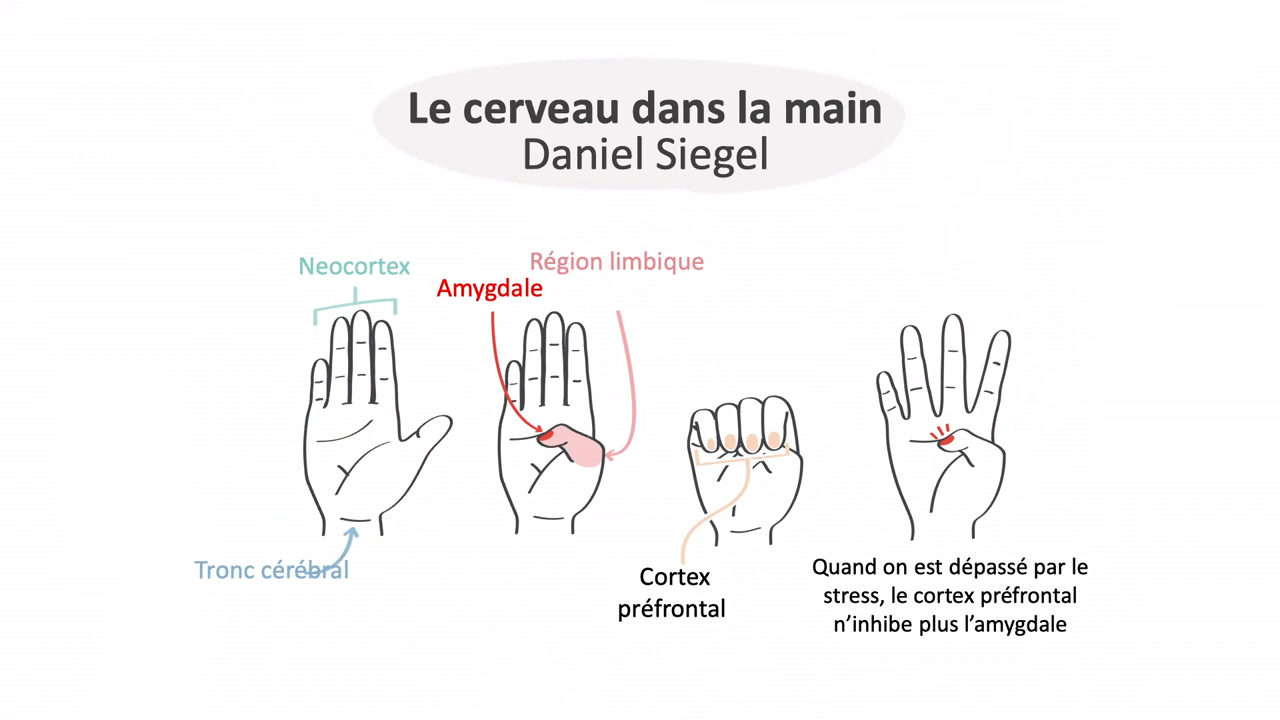 Le cerveau dans la main
Daniel Siegel
Neocortex
Amygdale
Région limbique
Tronc cérébral
Cortex
préfrontal
Quand on est dépassé par le
stress, le cortex préfrontal
n’inhibe plus l’amygdale